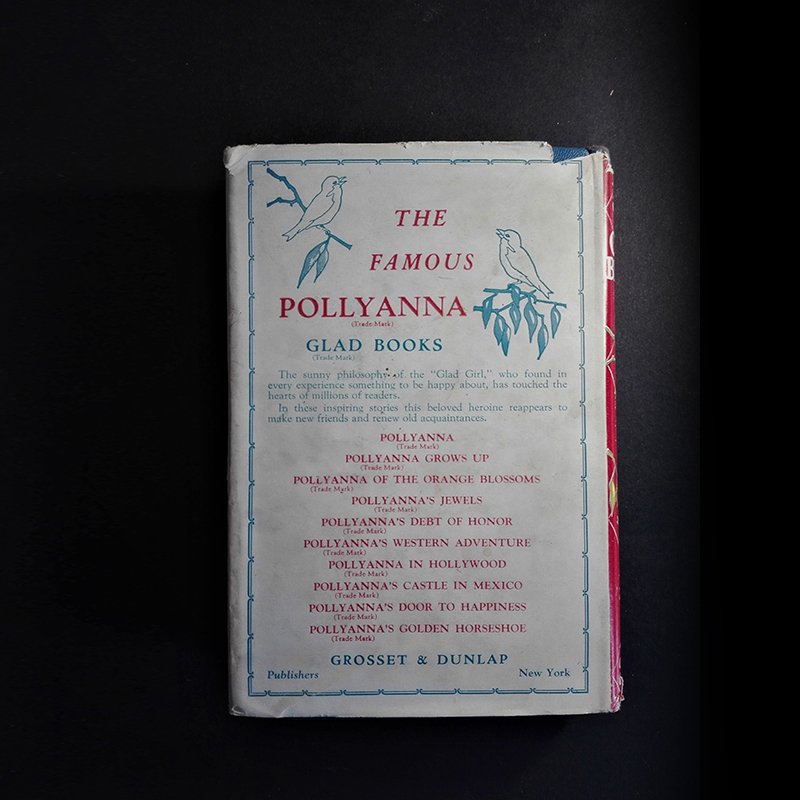 THE
FAMOUS
POLLYANNA
(Trade Mark)
GLAD BOOKS
(Trade Mark)
The sunny philosophy of the "Glad Girl," who found in
every experience something to be happy about, has touched the
hearts of millions of readers.
In these inspiring stories this beloved heroine reappears to
make new friends and renew old acquaintances.
POLLYANNA
(Trade Mark)
POLLYANNA GROWS UP
(Trade Mark)
POLLYANNA OF THE ORANGE BLOSSOMS
(Trade Mark)
POLLYANNA'S JEWELS
(Trade Mark)
POLLYANNA'S DEBT OF HONOR
(Trade Mark)
POLLYANNA'S WESTERN ADVENTURE
(Trade Mark)
POLLYANNA IN HOLLYWOOD
(Trade Mark)
POLLYANNA'S CASTLE IN MEXICO
(Trade Mark)
POLLYANNA'S DOOR TO HAPPINESS
(Trade Mark)
POLLYANNA'S GOLDEN HORSESHOE
(Trade Mark)
GROSSET & DUNLAP
Publishers New York